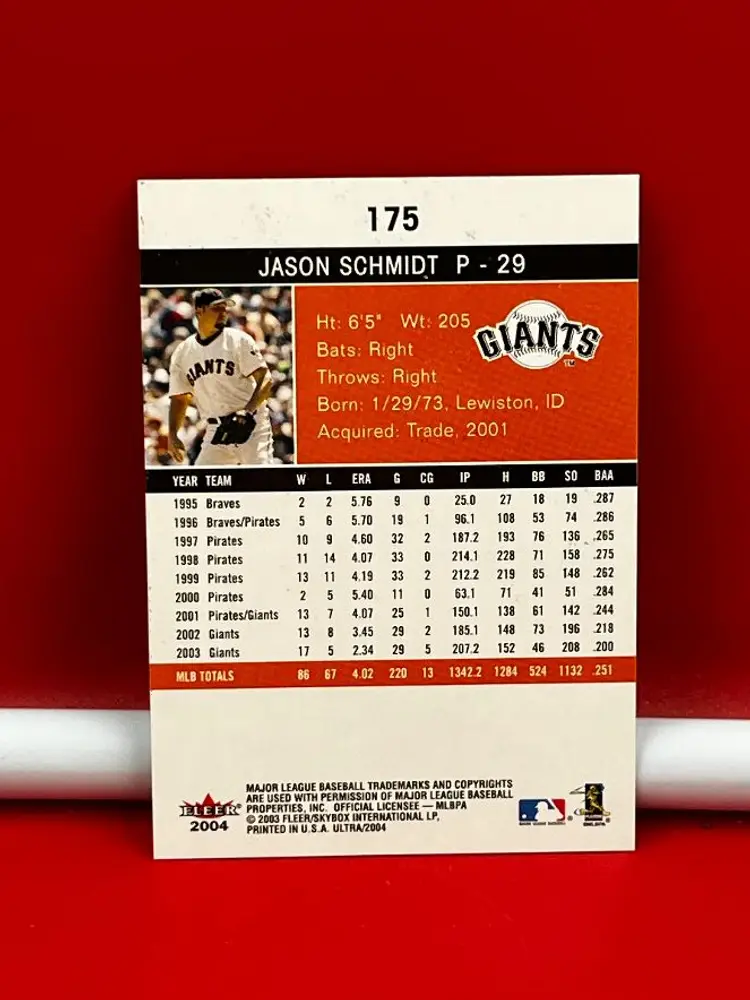 175
JASON SCHMIDT P - 29
Ht: 6'5" Wt: 205
Bats: Right
Throws: Right
Born: 1/29/73, Lewiston, ID
Acquired: Trade, 2001
GIANTS
TM
GIANTS
YEAR TEAM W L ERA G CG IP H BB SO BAA
1995 Braves 2 2 5.76 9 0 25.0 27 18 19 .287
1996 Braves/Pirates 5 6 5.70 19 1 96.1 108 53 74 .286
1997 Pirates 10 9 4.60 32 2 187.2 193 76 136 .265
1998 Pirates 11 14 4.07 33 0 214.1 228 71 158 .275
1999 Pirates 13 11 4.19 33 2 212.2 219 85 148 .262
2000 Pirates 2 5 5.40 11 0 63.1 71 41 51 .284
2001 Pirates/Giants 13 7 4.07 25 1 150.1 138 61 142 .244
2002 Giants 13 8 3.45 29 2 185.1 148 73 196 .218
2003 Giants 17 5 2.34 29 5 207.2 152 46 208 .200
MLB TOTALS 86 67 4.02 220 13 1342.2 1284 524 1132 .251
FLEER
2004
MAJOR LEAGUE BASEBALL TRADEMARKS AND COPYRIGHTS
ARE USED WITH PERMISSION OF MAJOR LEAGUE BASEBALL
PROPERTIES, INC. OFFICIAL LICENSEE — MLBPA
© 2003 FLEER/SKYBOX INTERNATIONAL LP,
PRINTED IN U.S.A. ULTRA/2004